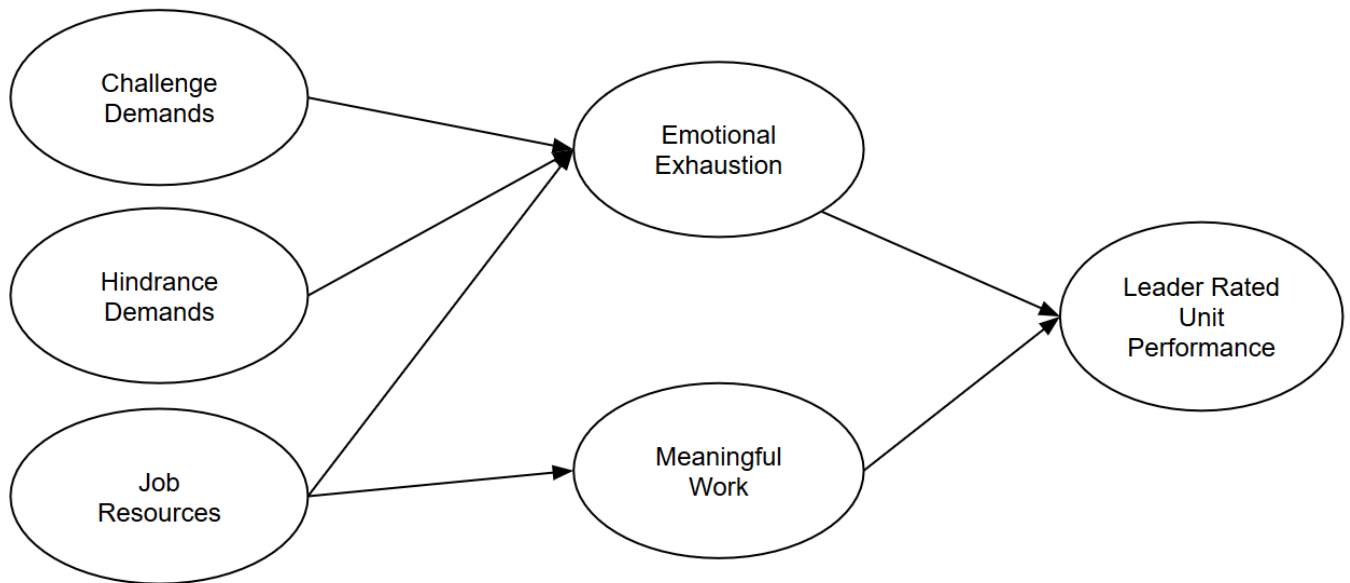 Challenge
Demands
Hindrance
Demands
Job
Resources
Emotional
Exhaustion
Meaningful
Work
Leader Rated
Unit
Performance